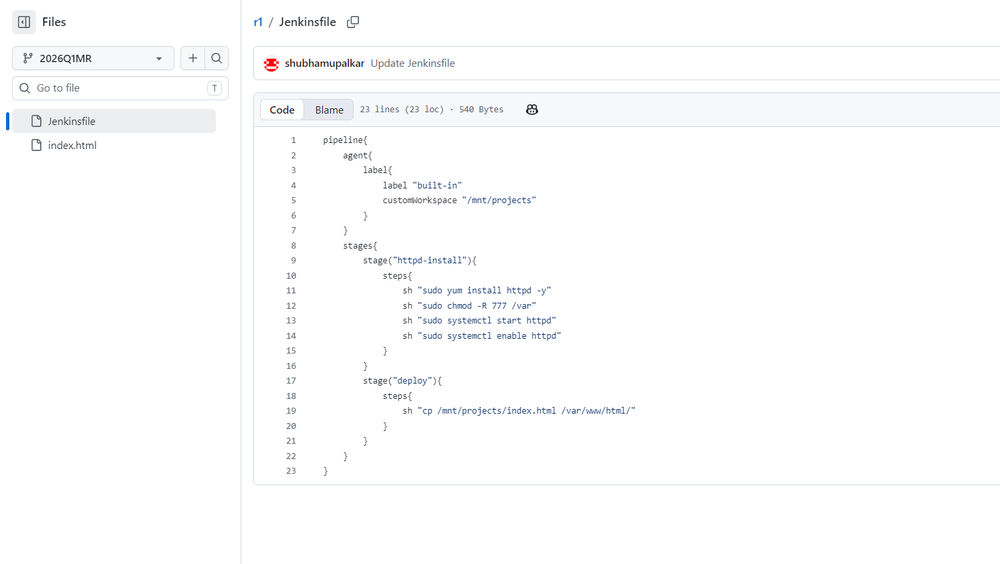 Files
2026Q1MR
Go to file
T
Jenkinsfile
index.html
r1 / Jenkinsfile
shubhamupalkar Update Jenkinsfile
Code Blame 23 lines (23 loc) · 540 Bytes
1 pipeline{
2     agent{
3         label{
4             label "built-in"
5             customWorkspace "/mnt/projects"
6         }
7     }
8     stages{
9         stage("httpd-install"){
10             steps{
11                 sh "sudo yum install httpd -y"
12                 sh "sudo chmod -R 777 /var"
13                 sh "sudo systemctl start httpd"
14                 sh "sudo systemctl enable httpd"
15             }
16         }
17         stage("deploy"){
18             steps{
19                 sh "cp /mnt/projects/index.html /var/www/html/"
20             }
21         }
22     }
23 }